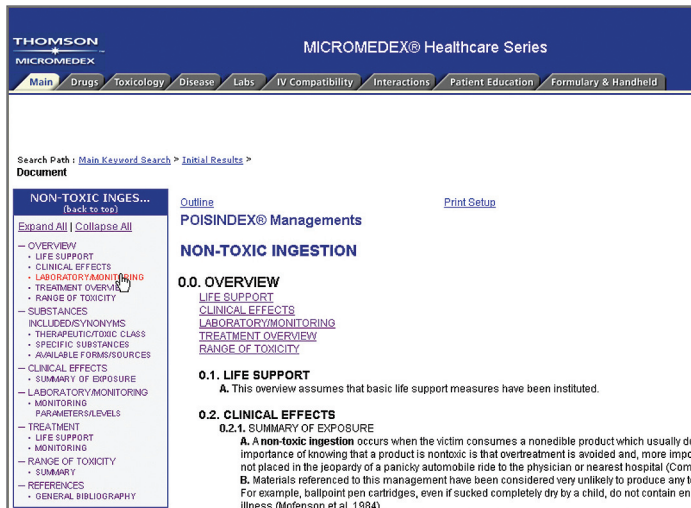 THOMSON
MICROMEDEX
MICROMEDEX® Healthcare Series
Main Drugs Toxicology Disease Labs IV Compatibility Interactions Patient Education Formulary & Handheld
Search Path : Main Keyword Search > Initial Results >
Document
NON-TOXIC INGES...
(back to top)
Expand All | Collapse All
– OVERVIEW
• LIFE SUPPORT
• CLINICAL EFFECTS
• LABORATORY/MONITORING
• TREATMENT OVERVIEW
• RANGE OF TOXICITY
– SUBSTANCES
INCLUDED/SYNONYMS
• THERAPEUTIC/TOXIC CLASS
• SPECIFIC SUBSTANCES
• AVAILABLE FORMS/SOURCES
– CLINICAL EFFECTS
• SUMMARY OF EXPOSURE
– LABORATORY/MONITORING
• MONITORING
PARAMETERS/LEVELS
– TREATMENT
• LIFE SUPPORT
• MONITORING
– RANGE OF TOXICITY
• SUMMARY
– REFERENCES
• GENERAL BIBLIOGRAPHY
Outline Print Setup
POISINDEX® Managements
NON-TOXIC INGESTION
0.0. OVERVIEW
LIFE SUPPORT
CLINICAL EFFECTS
LABORATORY/MONITORING
TREATMENT OVERVIEW
RANGE OF TOXICITY
0.1. LIFE SUPPORT
A. This overview assumes that basic life support measures have been instituted.
0.2. CLINICAL EFFECTS
0.2.1. SUMMARY OF EXPOSURE
A. A non-toxic ingestion occurs when the victim consumes a nonedible product which usually
importance of knowing that a product is nontoxic is that overtreatment is avoided and, more
not placed in the jeopardy of a panicky automobile ride to the physician or nearest hospital
B. Materials referenced to this management have been considered very unlikely to produce any
For example, ballpoint pen cartridges, even if sucked completely dry by a child, do not contain
illness (Mofenson et al, 1984)